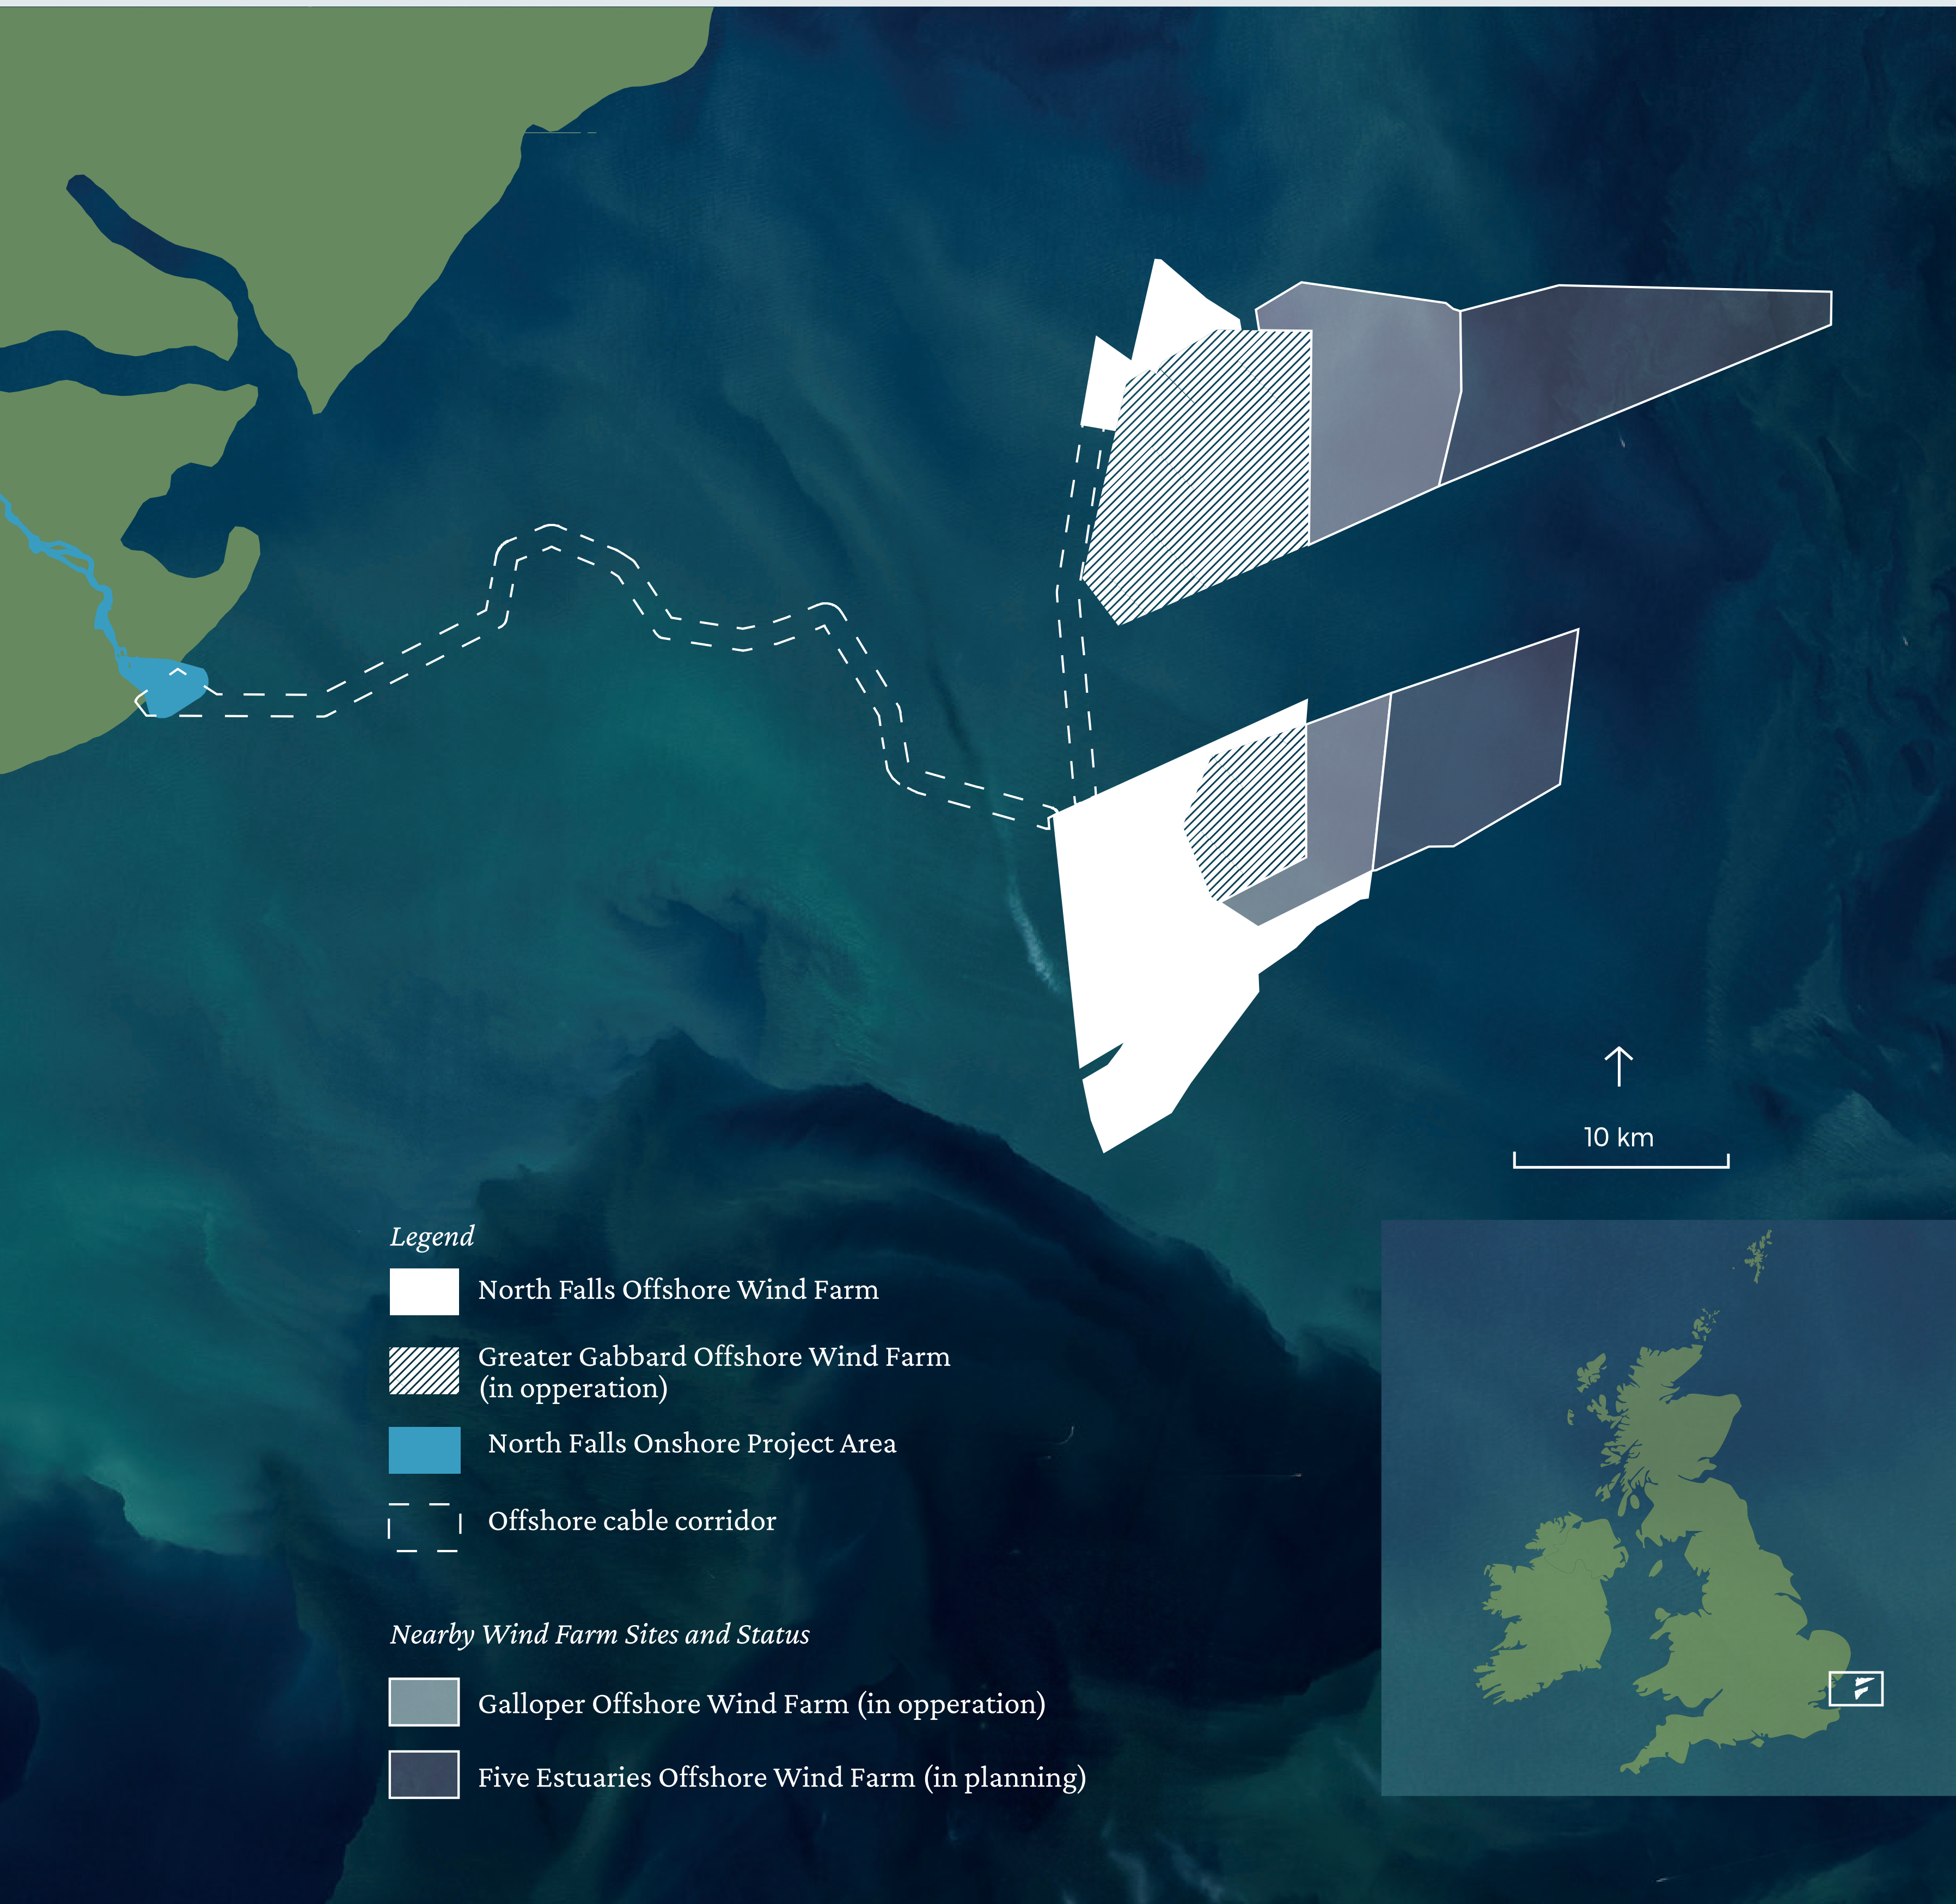 10 km
Legend
North Falls Offshore Wind Farm
Greater Gabbard Offshore Wind Farm
(in opperation)
North Falls Onshore Project Area
Offshore cable corridor
Nearby Wind Farm Sites and Status
Galloper Offshore Wind Farm (in opperation)
Five Estuaries Offshore Wind Farm (in planning)